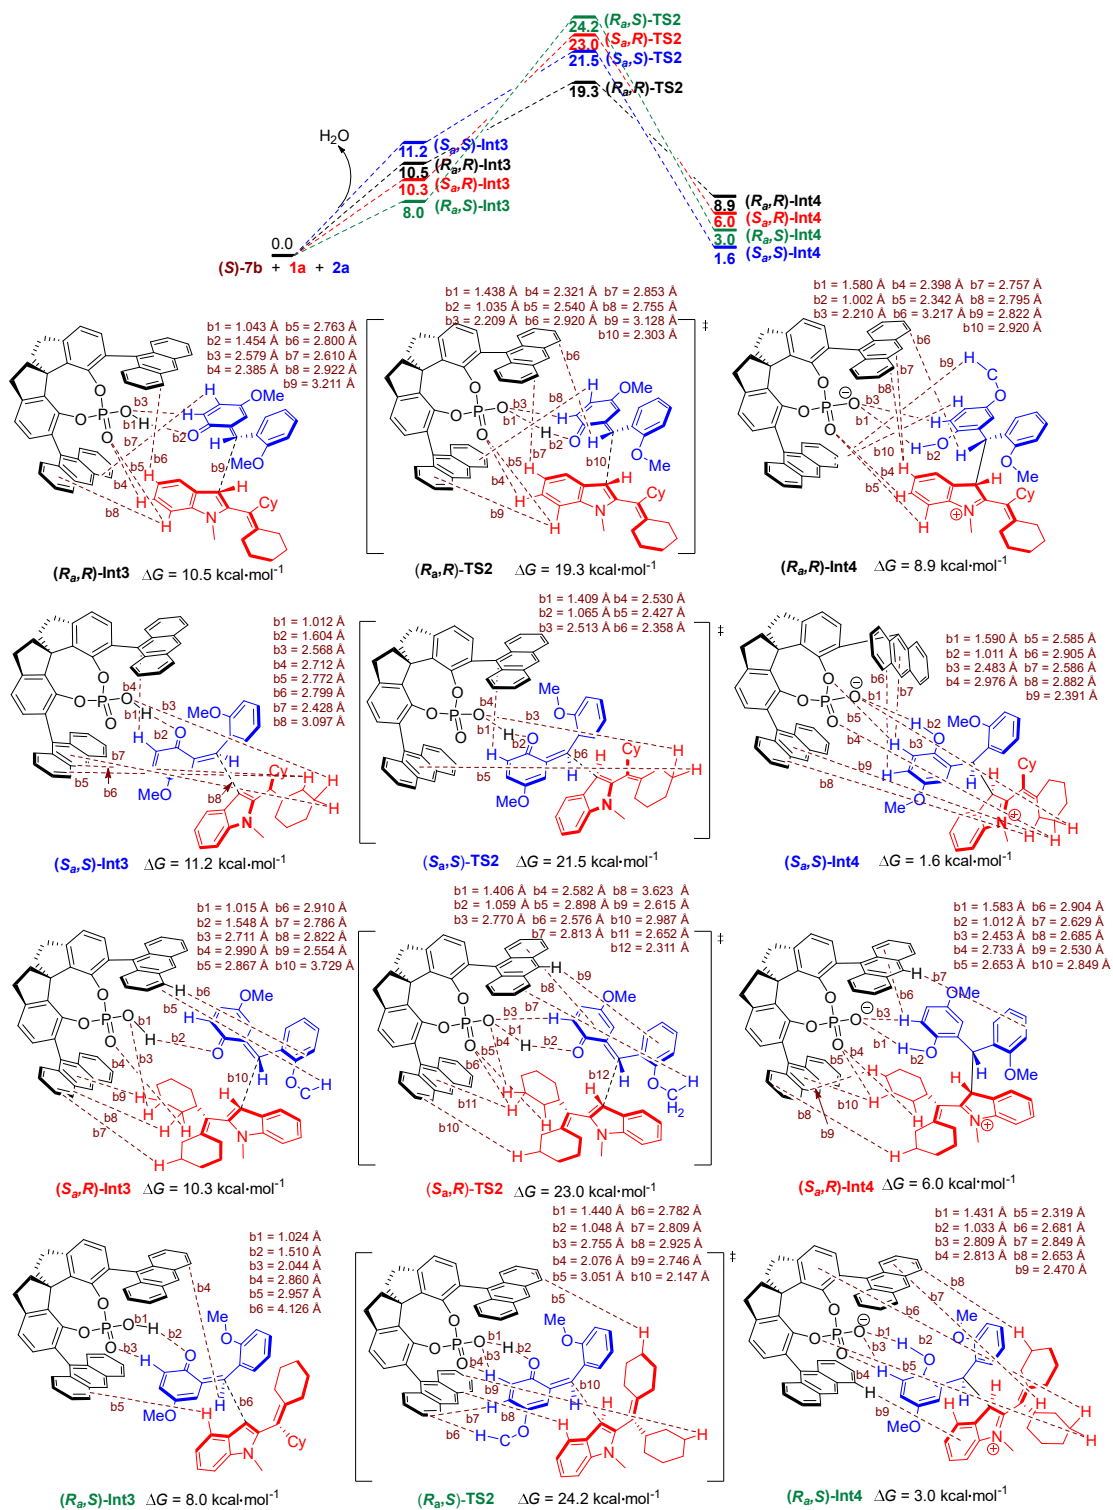 24.2 (Ra,S)-TS2
23.0 (Sa,R)-TS2
21.5 (Sa,S)-TS2
19.3 (Ra,R)-TS2
H2O
11.2 (Sa,S)-Int3
10.5 (Ra,R)-Int3
10.3 (Sa,R)-Int3
8.0 (Ra,S)-Int3
8.9 (Ra,R)-Int4
6.0 (Sa,R)-Int4
3.0 (Ra,S)-Int4
1.6 (Sa,S)-Int4
0.0
(S)-7b + 1a + 2a
b1 = 1.043 Å b5 = 2.763 Å
b2 = 1.454 Å b6 = 2.800 Å
b3 = 2.579 Å b7 = 2.610 Å
b4 = 2.385 Å b8 = 2.922 Å
b9 = 3.211 Å
b1 = 1.438 Å b4 = 2.321 Å b7 = 2.853 Å
b2 = 1.035 Å b5 = 2.540 Å b8 = 2.755 Å
b3 = 2.209 Å b6 = 2.920 Å b9 = 3.128 Å
b10 = 2.303 Å
‡
b1 = 1.580 Å b4 = 2.398 Å b7 = 2.757 Å
b2 = 1.002 Å b5 = 2.342 Å b8 = 2.795 Å
b3 = 2.210 Å b6 = 3.217 Å b9 = 2.822 Å
b10 = 2.920 Å
(Ra,R)-Int3 ΔG = 10.5 kcal·mol-1
(Ra,R)-TS2 ΔG = 19.3 kcal·mol-1
(Ra,R)-Int4 ΔG = 8.9 kcal·mol-1
b1 = 1.012 Å
b2 = 1.604 Å
b3 = 2.568 Å
b4 = 2.712 Å
b5 = 2.772 Å
b6 = 2.799 Å
b7 = 2.428 Å
b8 = 3.097 Å
b1 = 1.409 Å b4 = 2.530 Å
b2 = 1.065 Å b5 = 2.427 Å
b3 = 2.513 Å b6 = 2.358 Å
‡
b1 = 1.590 Å b5 = 2.585 Å
b2 = 1.011 Å b6 = 2.905 Å
b3 = 2.483 Å b7 = 2.586 Å
b4 = 2.976 Å b8 = 2.882 Å
b9 = 2.391 Å
(Sa,S)-Int3 ΔG = 11.2 kcal·mol-1
(Sa,S)-TS2 ΔG = 21.5 kcal·mol-1
(Sa,S)-Int4 ΔG = 1.6 kcal·mol-1
b1 = 1.015 Å b6 = 2.910 Å
b2 = 1.548 Å b7 = 2.786 Å
b3 = 2.711 Å b8 = 2.822 Å
b4 = 2.990 Å b9 = 2.554 Å
b5 = 2.867 Å b10 = 3.729 Å
b1 = 1.406 Å b4 = 2.582 Å b8 = 3.623 Å
b2 = 1.059 Å b5 = 2.898 Å b9 = 2.615 Å
b3 = 2.770 Å b6 = 2.576 Å b10 = 2.987 Å
b7 = 2.813 Å b11 = 2.652 Å
b12 = 2.311 Å
‡
b1 = 1.583 Å b6 = 2.904 Å
b2 = 1.012 Å b7 = 2.629 Å
b3 = 2.453 Å b8 = 2.685 Å
b4 = 2.733 Å b9 = 2.530 Å
b5 = 2.653 Å b10 = 2.849 Å
(Sa,R)-Int3 ΔG = 10.3 kcal·mol-1
(Sa,R)-TS2 ΔG = 23.0 kcal·mol-1
(Sa,R)-Int4 ΔG = 6.0 kcal·mol-1
b1 = 1.024 Å
b2 = 1.510 Å
b3 = 2.044 Å
b4 = 2.860 Å
b5 = 2.957 Å
b6 = 4.126 Å
b1 = 1.440 Å b6 = 2.782 Å
b2 = 1.048 Å b7 = 2.809 Å
b3 = 2.755 Å b8 = 2.925 Å
b4 = 2.076 Å b9 = 2.746 Å
b5 = 3.051 Å b10 = 2.147 Å
‡
b1 = 1.431 Å b5 = 2.319 Å
b2 = 1.033 Å b6 = 2.681 Å
b3 = 2.809 Å b7 = 2.849 Å
b4 = 2.813 Å b8 = 2.653 Å
b9 = 2.470 Å
(Ra,S)-Int3 ΔG = 8.0 kcal·mol-1
(Ra,S)-TS2 ΔG = 24.2 kcal·mol-1
(Ra,S)-Int4 ΔG = 3.0 kcal·mol-1